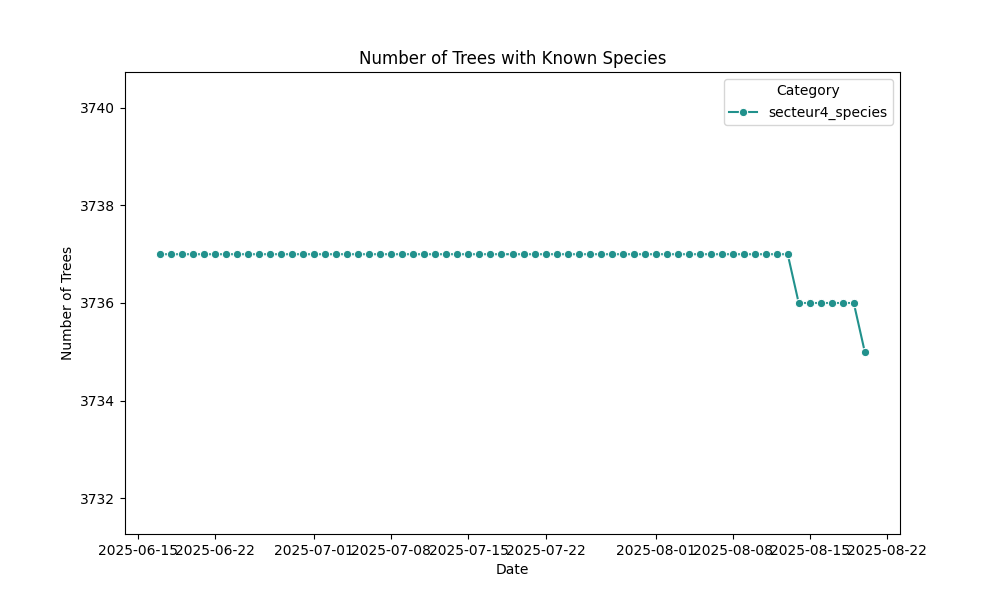 Number of Trees with Known Species
Category
secteur4_species
3740
3738
3736
3734
3732
Number of Trees
2025-06-15 2025-06-22 2025-07-01 2025-07-08 2025-07-15 2025-07-22 2025-08-01 2025-08-08 2025-08-15 2025-08-22
Date